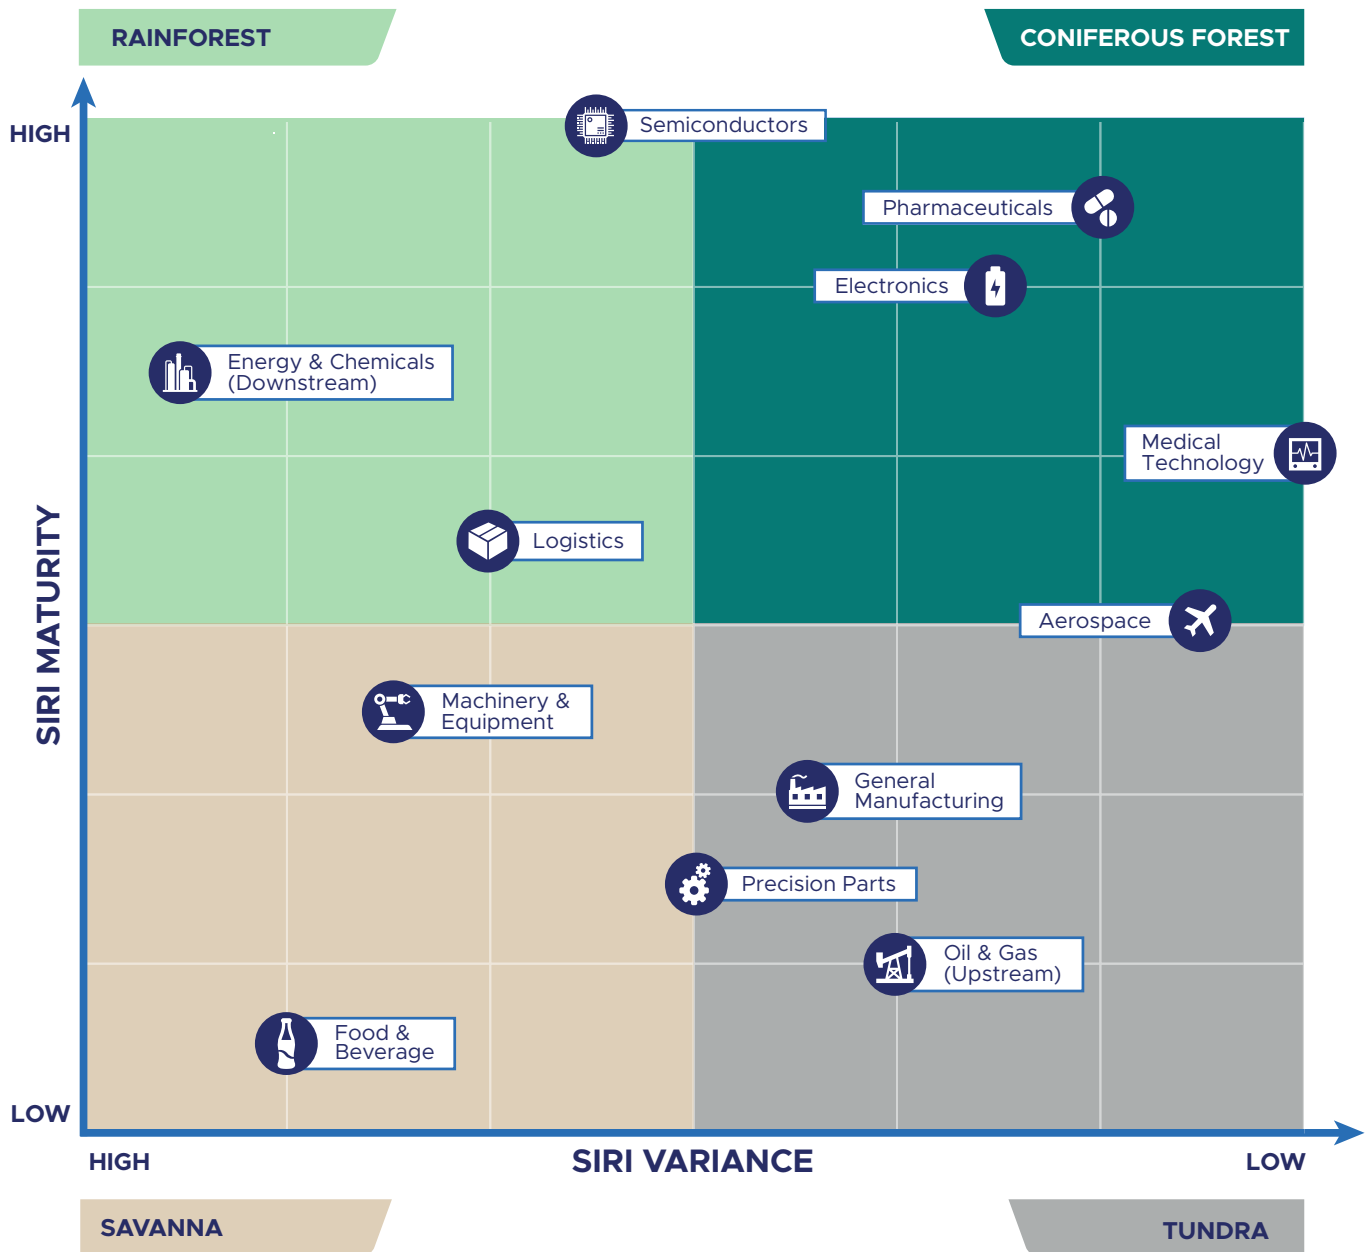 RAINFOREST
CONIFEROUS FOREST
HIGH
Semiconductors
Pharmaceuticals
Electronics
Energy & Chemicals
(Downstream)
Medical
Technology
Logistics
Aerospace
SIRI MATURITY
Machinery &
Equipment
General
Manufacturing
Precision Parts
Oil & Gas
(Upstream)
Food &
Beverage
LOW
HIGH
SIRI VARIANCE
LOW
SAVANNA
TUNDRA